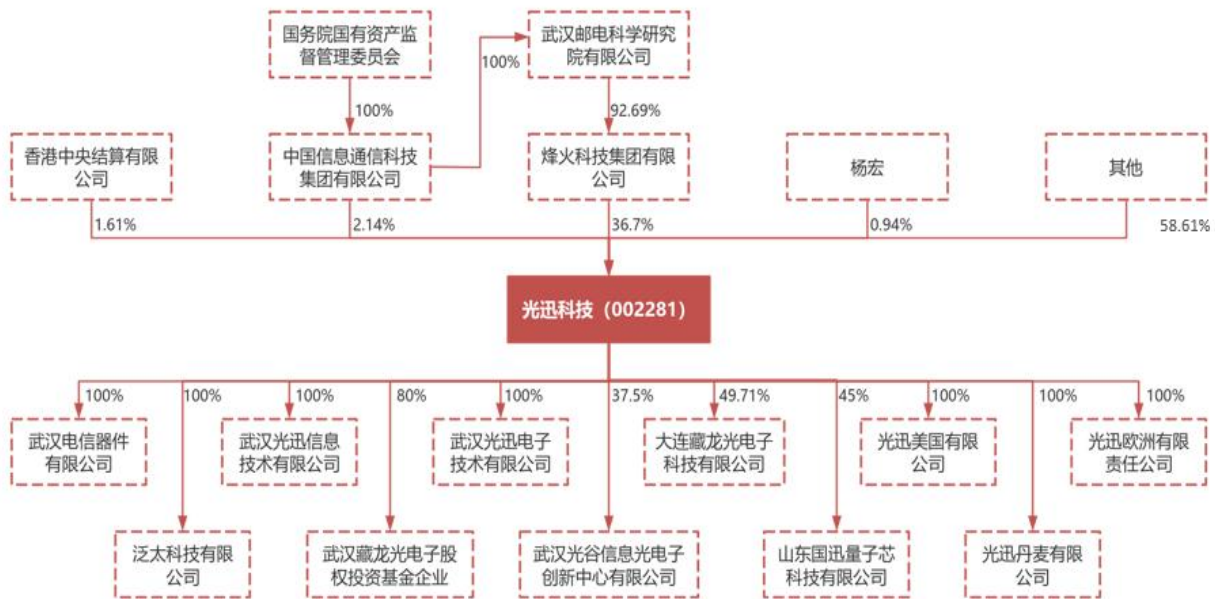 国务院国有资产监
督管理委员会
武汉邮电科学研究
院有限公司
100%
100%
92.69%
香港中央结算有限
公司
中国信息通信科技
集团有限公司
烽火科技集团有限
公司
杨宏
其他
1.61%
2.14%
36.7%
0.94%
58.61%
光迅科技（002281）
100%
100%
100%
80%
100%
37.5%
49.71%
45%
100%
100%
100%
武汉电信器件
有限公司
武汉光迅信息
技术有限公司
武汉光迅电子
技术有限公司
大连藏龙光电子
科技有限公司
光迅美国有限
公司
光迅欧洲有限
责任公司
泛太科技有限
公司
武汉藏龙光电子股
权投资基金企业
武汉光谷信息光电子
创新中心有限公司
山东国迅量子芯
科技有限公司
光迅丹麦有限
公司